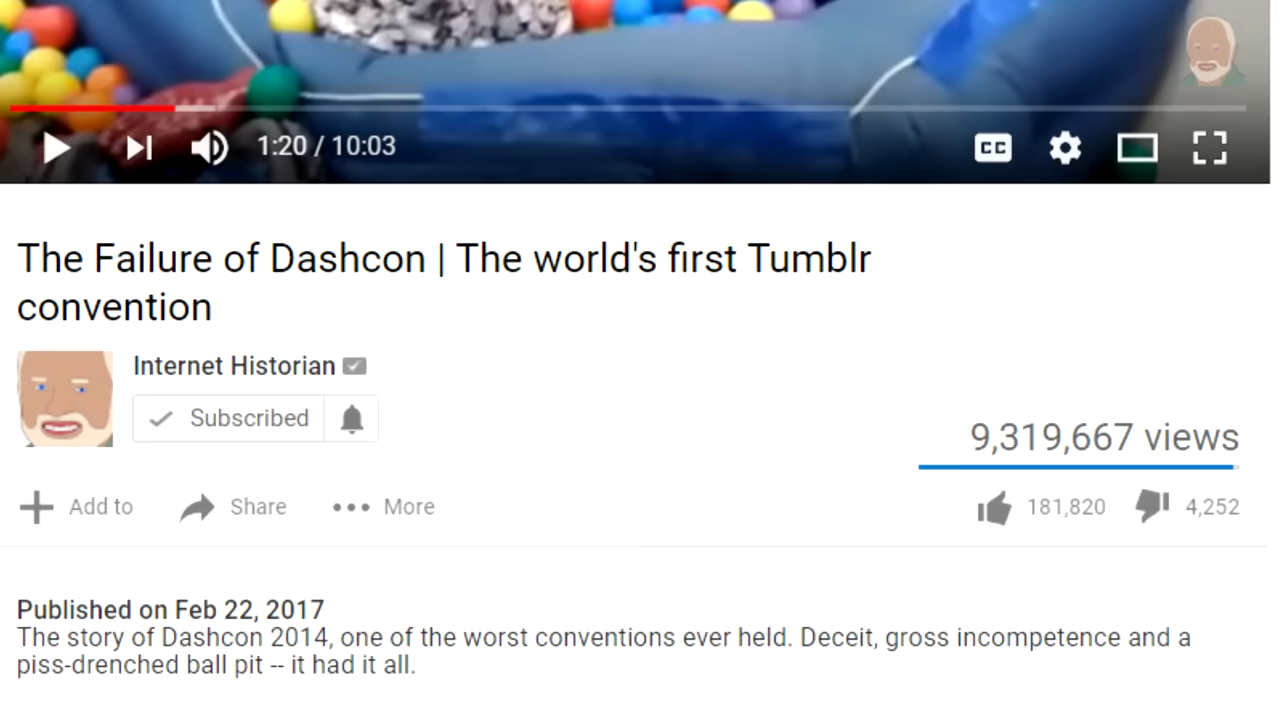 1:20 / 10:03
CC
The Failure of Dashcon | The world's first Tumblr
convention
Internet Historian
Subscribed
9,319,667 views
Add to
Share
More
181,820
4,252
Published on Feb 22, 2017
The story of Dashcon 2014, one of the worst conventions ever held. Deceit, gross incompetence and a
piss-drenched ball pit -- it had it all.